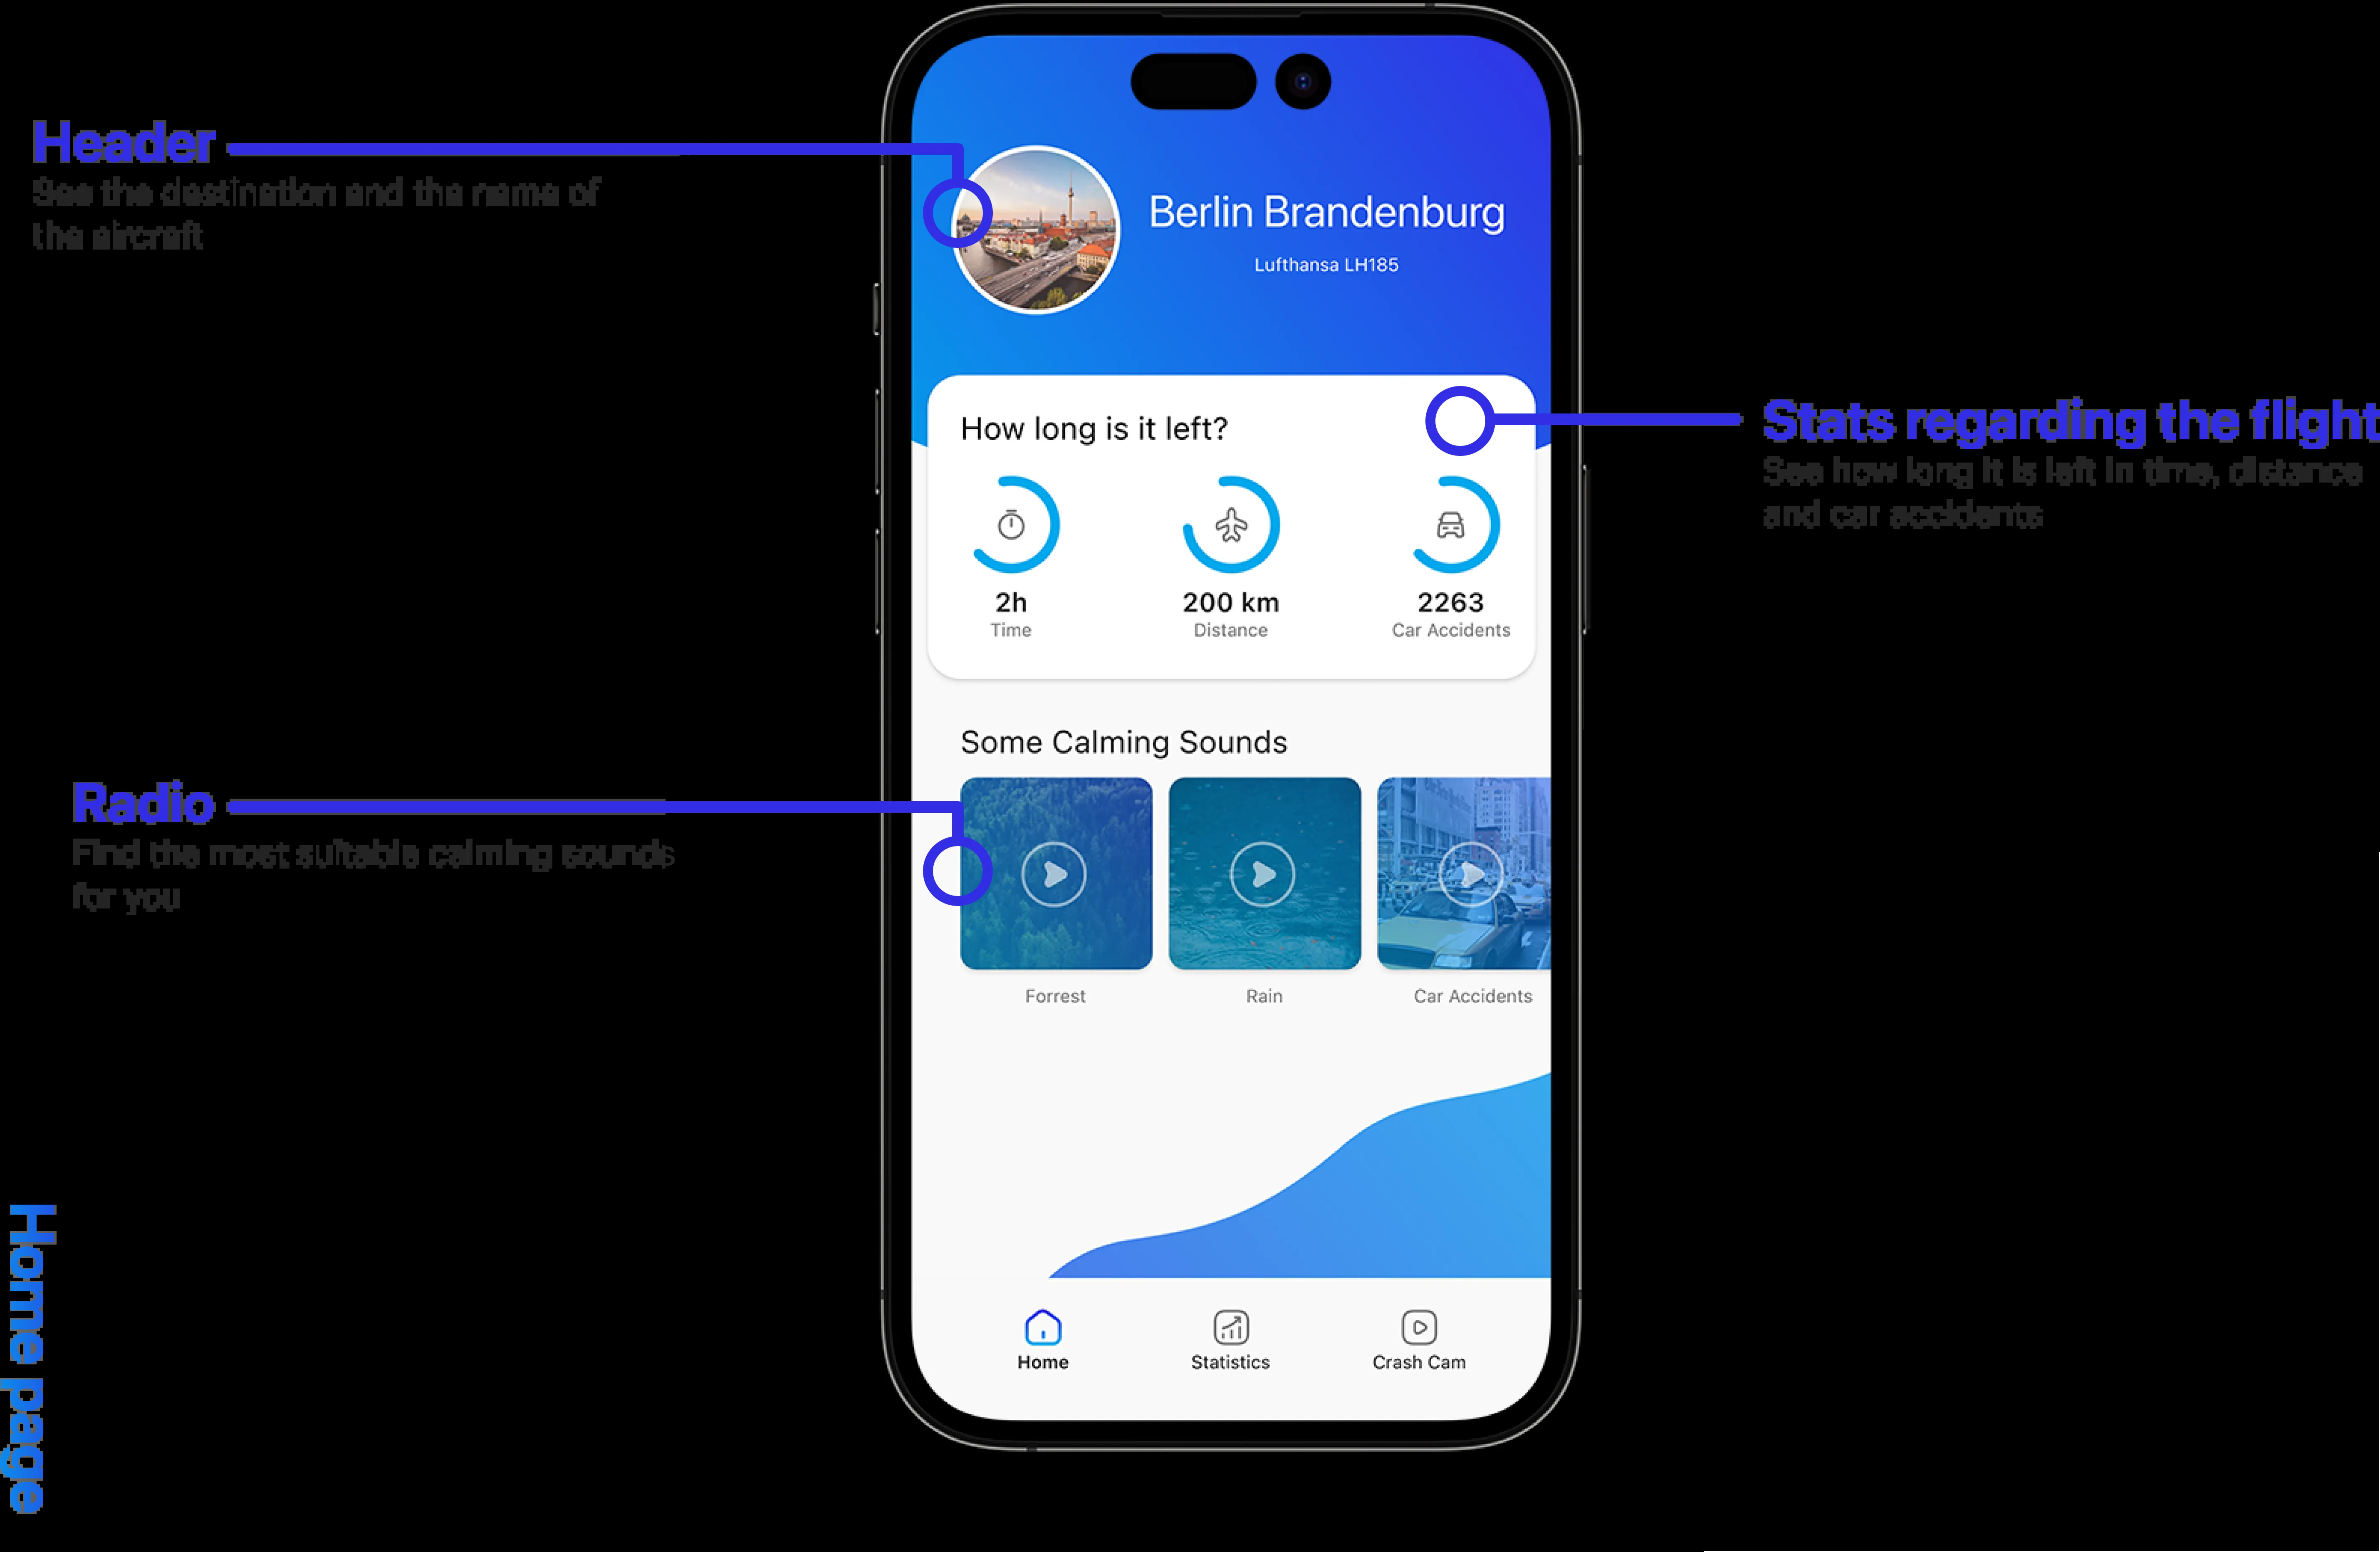 Header
See the destination and the name of
the aircraft
Berlin Brandenburg
Lufthansa LH185
How long is it left?
2h
Time
200 km
Distance
2263
Car Accidents
Stats regarding the flight
See how long it is left in time, distance
and car accidents
Some Calming Sounds
Radio
Find the most suitable calming sounds
for you
Forrest
Rain
Car Accidents
Home
Statistics
Crash Cam
Home page